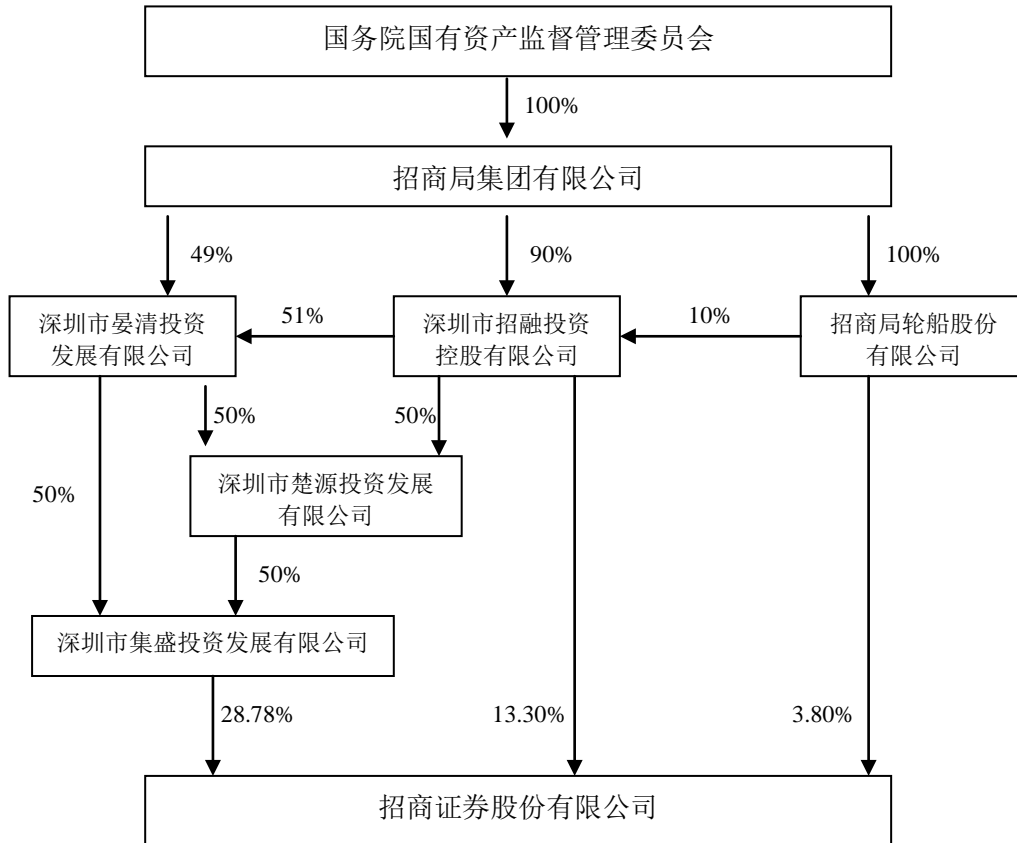 国务院国有资产监督管理委员会
100%
招商局集团有限公司
49%
90%
100%
深圳市晏清投资
发展有限公司
51%
深圳市招融投资
控股有限公司
10%
招商局轮船股份
有限公司
50%
50%
50%
深圳市楚源投资发展
有限公司
50%
深圳市集盛投资发展有限公司
28.78%
13.30%
3.80%
招商证券股份有限公司